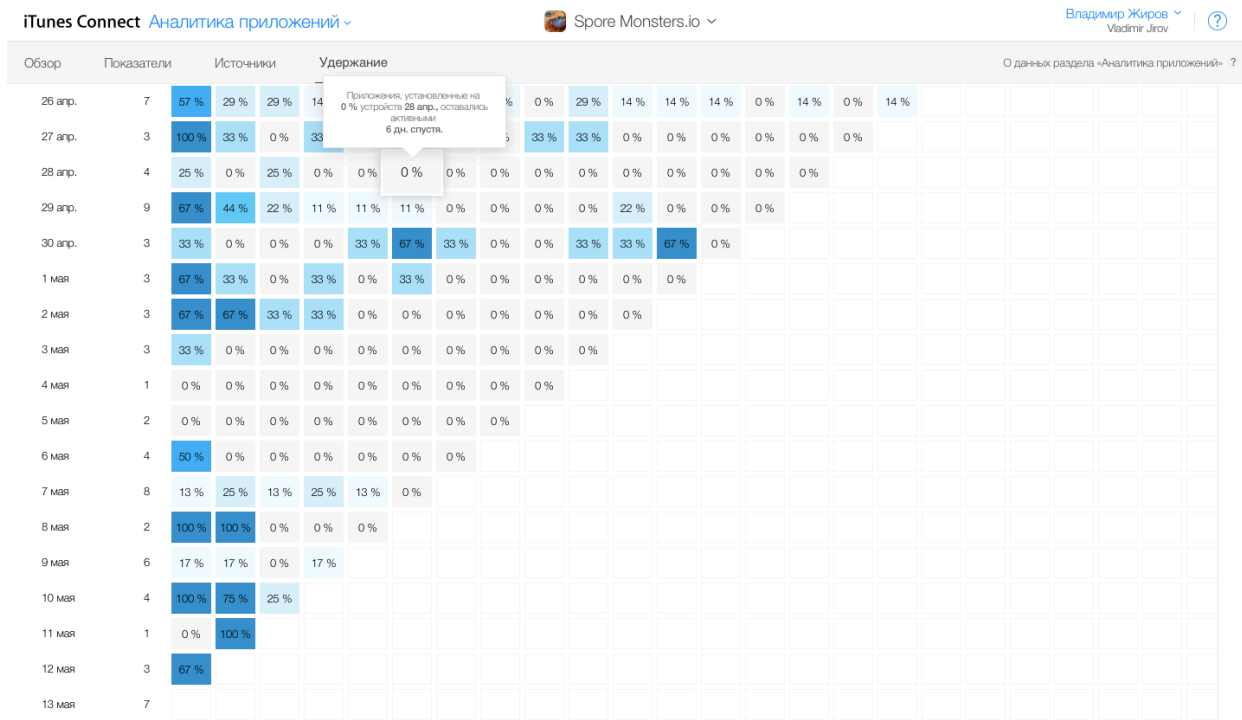 iTunes Connect Аналитика приложений Spore Monsters.io Владимир Жиров ?
Vladimir Jirov
Обзор Показатели Источники Удержание О данных раздела «Аналитика приложений» ?
Приложения, установленные на
0 % устройств 28 апр., оставались
активными
6 дн. спустя.
26 апр. 7 57 % 29 % 29 % 14 % 0 % 29 % 14 % 14 % 14 % 0 % 14 % 0 % 14 %
27 апр. 3 100 % 33 % 0 % 33 33 % 33 % 0 % 0 % 0 % 0 % 0 % 0 %
28 апр. 4 25 % 0 % 25 % 0 % 0 % 0 % 0 % 0 % 0 % 0 % 0 % 0 % 0 % 0 % 0 %
29 апр. 9 67 % 44 % 22 % 11 % 11 % 11 % 0 % 0 % 0 % 0 % 22 % 0 % 0 % 0 %
30 апр. 3 33 % 0 % 0 % 0 % 33 % 67 % 33 % 0 % 0 % 33 % 33 % 67 % 0 %
1 мая 3 67 % 33 % 0 % 33 % 0 % 33 % 0 % 0 % 0 % 0 % 0 % 0 %
2 мая 3 67 % 67 % 33 % 33 % 0 % 0 % 0 % 0 % 0 % 0 % 0 %
3 мая 3 33 % 0 % 0 % 0 % 0 % 0 % 0 % 0 % 0 % 0 %
4 мая 1 0 % 0 % 0 % 0 % 0 % 0 % 0 % 0 % 0 %
5 мая 2 0 % 0 % 0 % 0 % 0 % 0 % 0 % 0 %
6 мая 4 50 % 0 % 0 % 0 % 0 % 0 % 0 %
7 мая 8 13 % 25 % 13 % 25 % 13 % 0 %
8 мая 2 100 % 100 % 0 % 0 % 0 %
9 мая 6 17 % 17 % 0 % 17 %
10 мая 4 100 % 75 % 25 %
11 мая 1 0 % 100 %
12 мая 3 67 %
13 мая 7